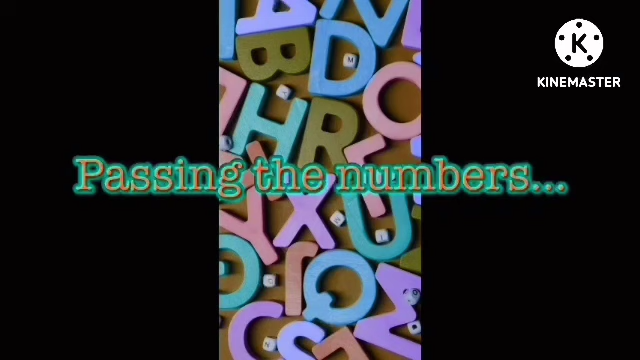 K
KINEMASTER
B D M
H R O
Passing the numbers...
Y X U
J Q
C S M